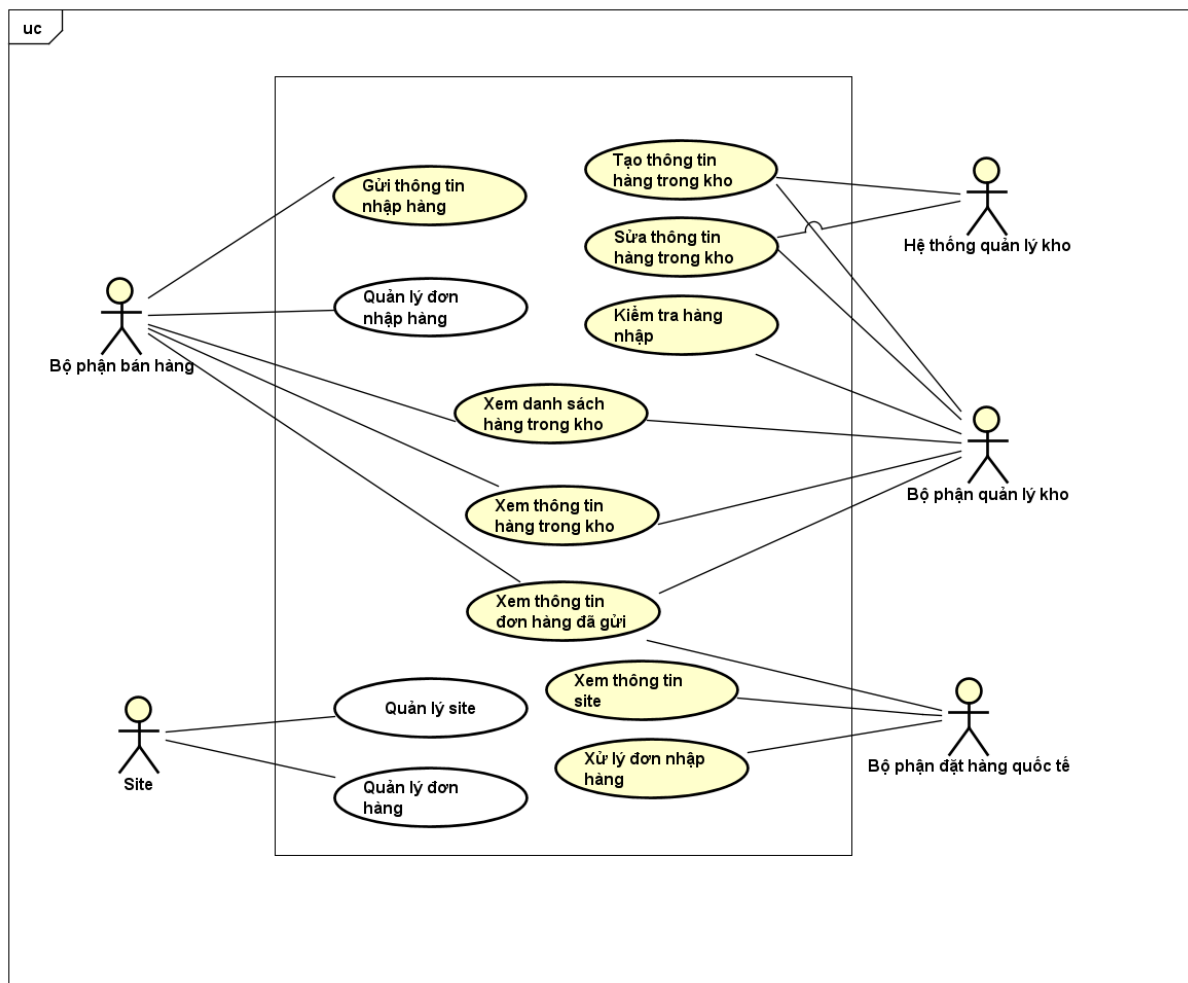 uc
Gửi thông tin
nhập hàng
Tạo thông tin
hàng trong kho
Sửa thông tin
hàng trong kho
Hệ thống quản lý kho
Quản lý đơn
nhập hàng
Kiểm tra hàng
nhập
Bộ phận bán hàng
Xem danh sách
hàng trong kho
Bộ phận quản lý kho
Xem thông tin
hàng trong kho
Xem thông tin
đơn hàng đã gửi
Xem thông tin
site
Quản lý site
Xử lý đơn nhập
hàng
Bộ phận đặt hàng quốc tế
Site
Quản lý đơn
hàng